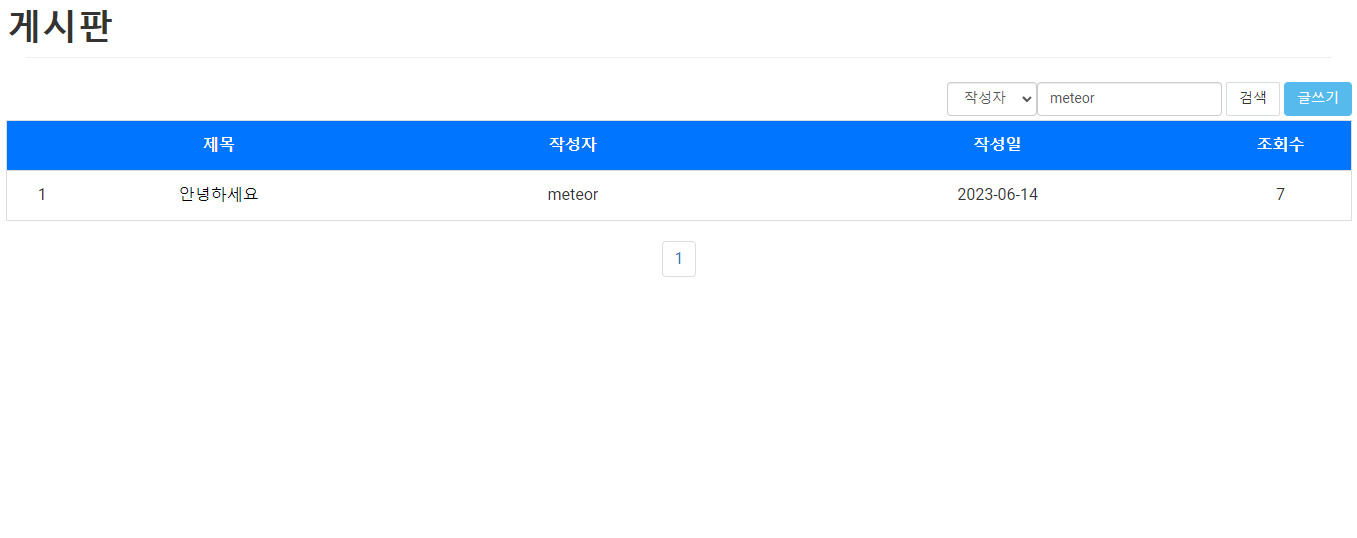 게시판
작성자 meteor 검색 글쓰기
제목 작성자 작성일 조회수
1 안녕하세요 meteor 2023-06-14 7
1